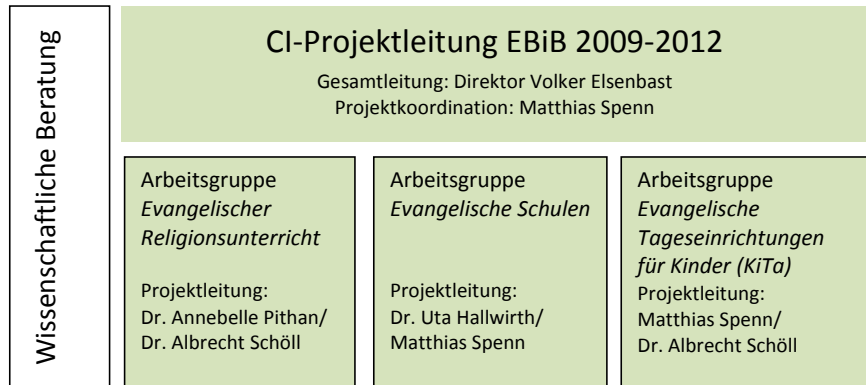 Wissenschaftliche Beratung
CI-Projektleitung EBiB 2009-2012
Gesamtleitung: Direktor Volker Elsenbast
Projektkoordination: Matthias Spenn
Arbeitsgruppe
Evangelischer
Religionsunterricht
Projektleitung:
Dr. Annebelle Pithan/
Dr. Albrecht Schöll
Arbeitsgruppe
Evangelische Schulen
Projektleitung:
Dr. Uta Hallwirth/
Matthias Spenn
Arbeitsgruppe
Evangelische
Tageseinrichtungen
für Kinder (KiTa)
Projektleitung:
Matthias Spenn/
Dr. Albrecht Schöll